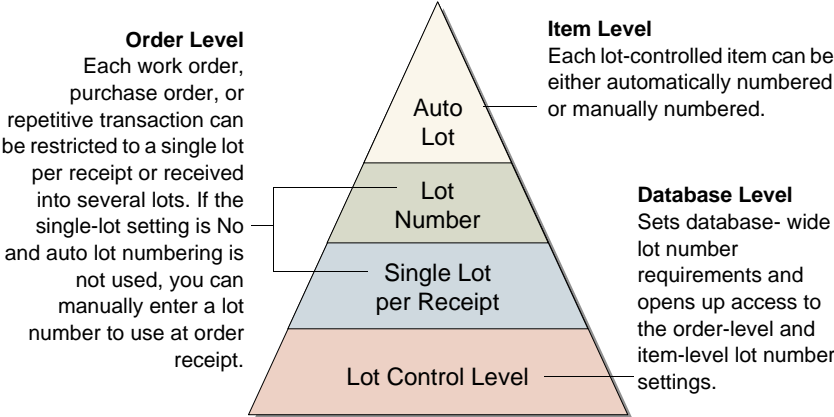 Order Level
Each work order,
purchase order, or
repetitive transaction can
be restricted to a single lot
per receipt or received
into several lots. If the
single-lot setting is No
and auto lot numbering is
not used, you can
manually enter a lot
number to use at order
receipt.
Auto
Lot
Lot
Number
Single Lot
per Receipt
Lot Control Level
Item Level
Each lot-controlled item can be
either automatically numbered
or manually numbered.
Database Level
Sets database- wide
lot number
requirements and
opens up access to
the order-level and
item-level lot number
settings.